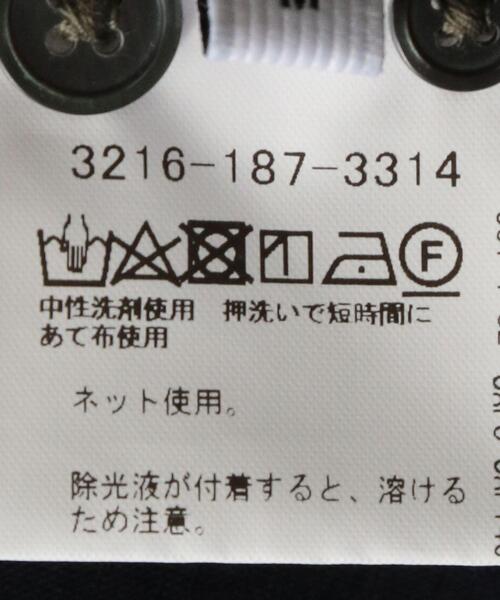 M
3216-187-3314
F
中性洗剤使用　押洗いで短時間に
あて布使用
ネット使用。
除光液が付着すると、溶ける
ため注意。